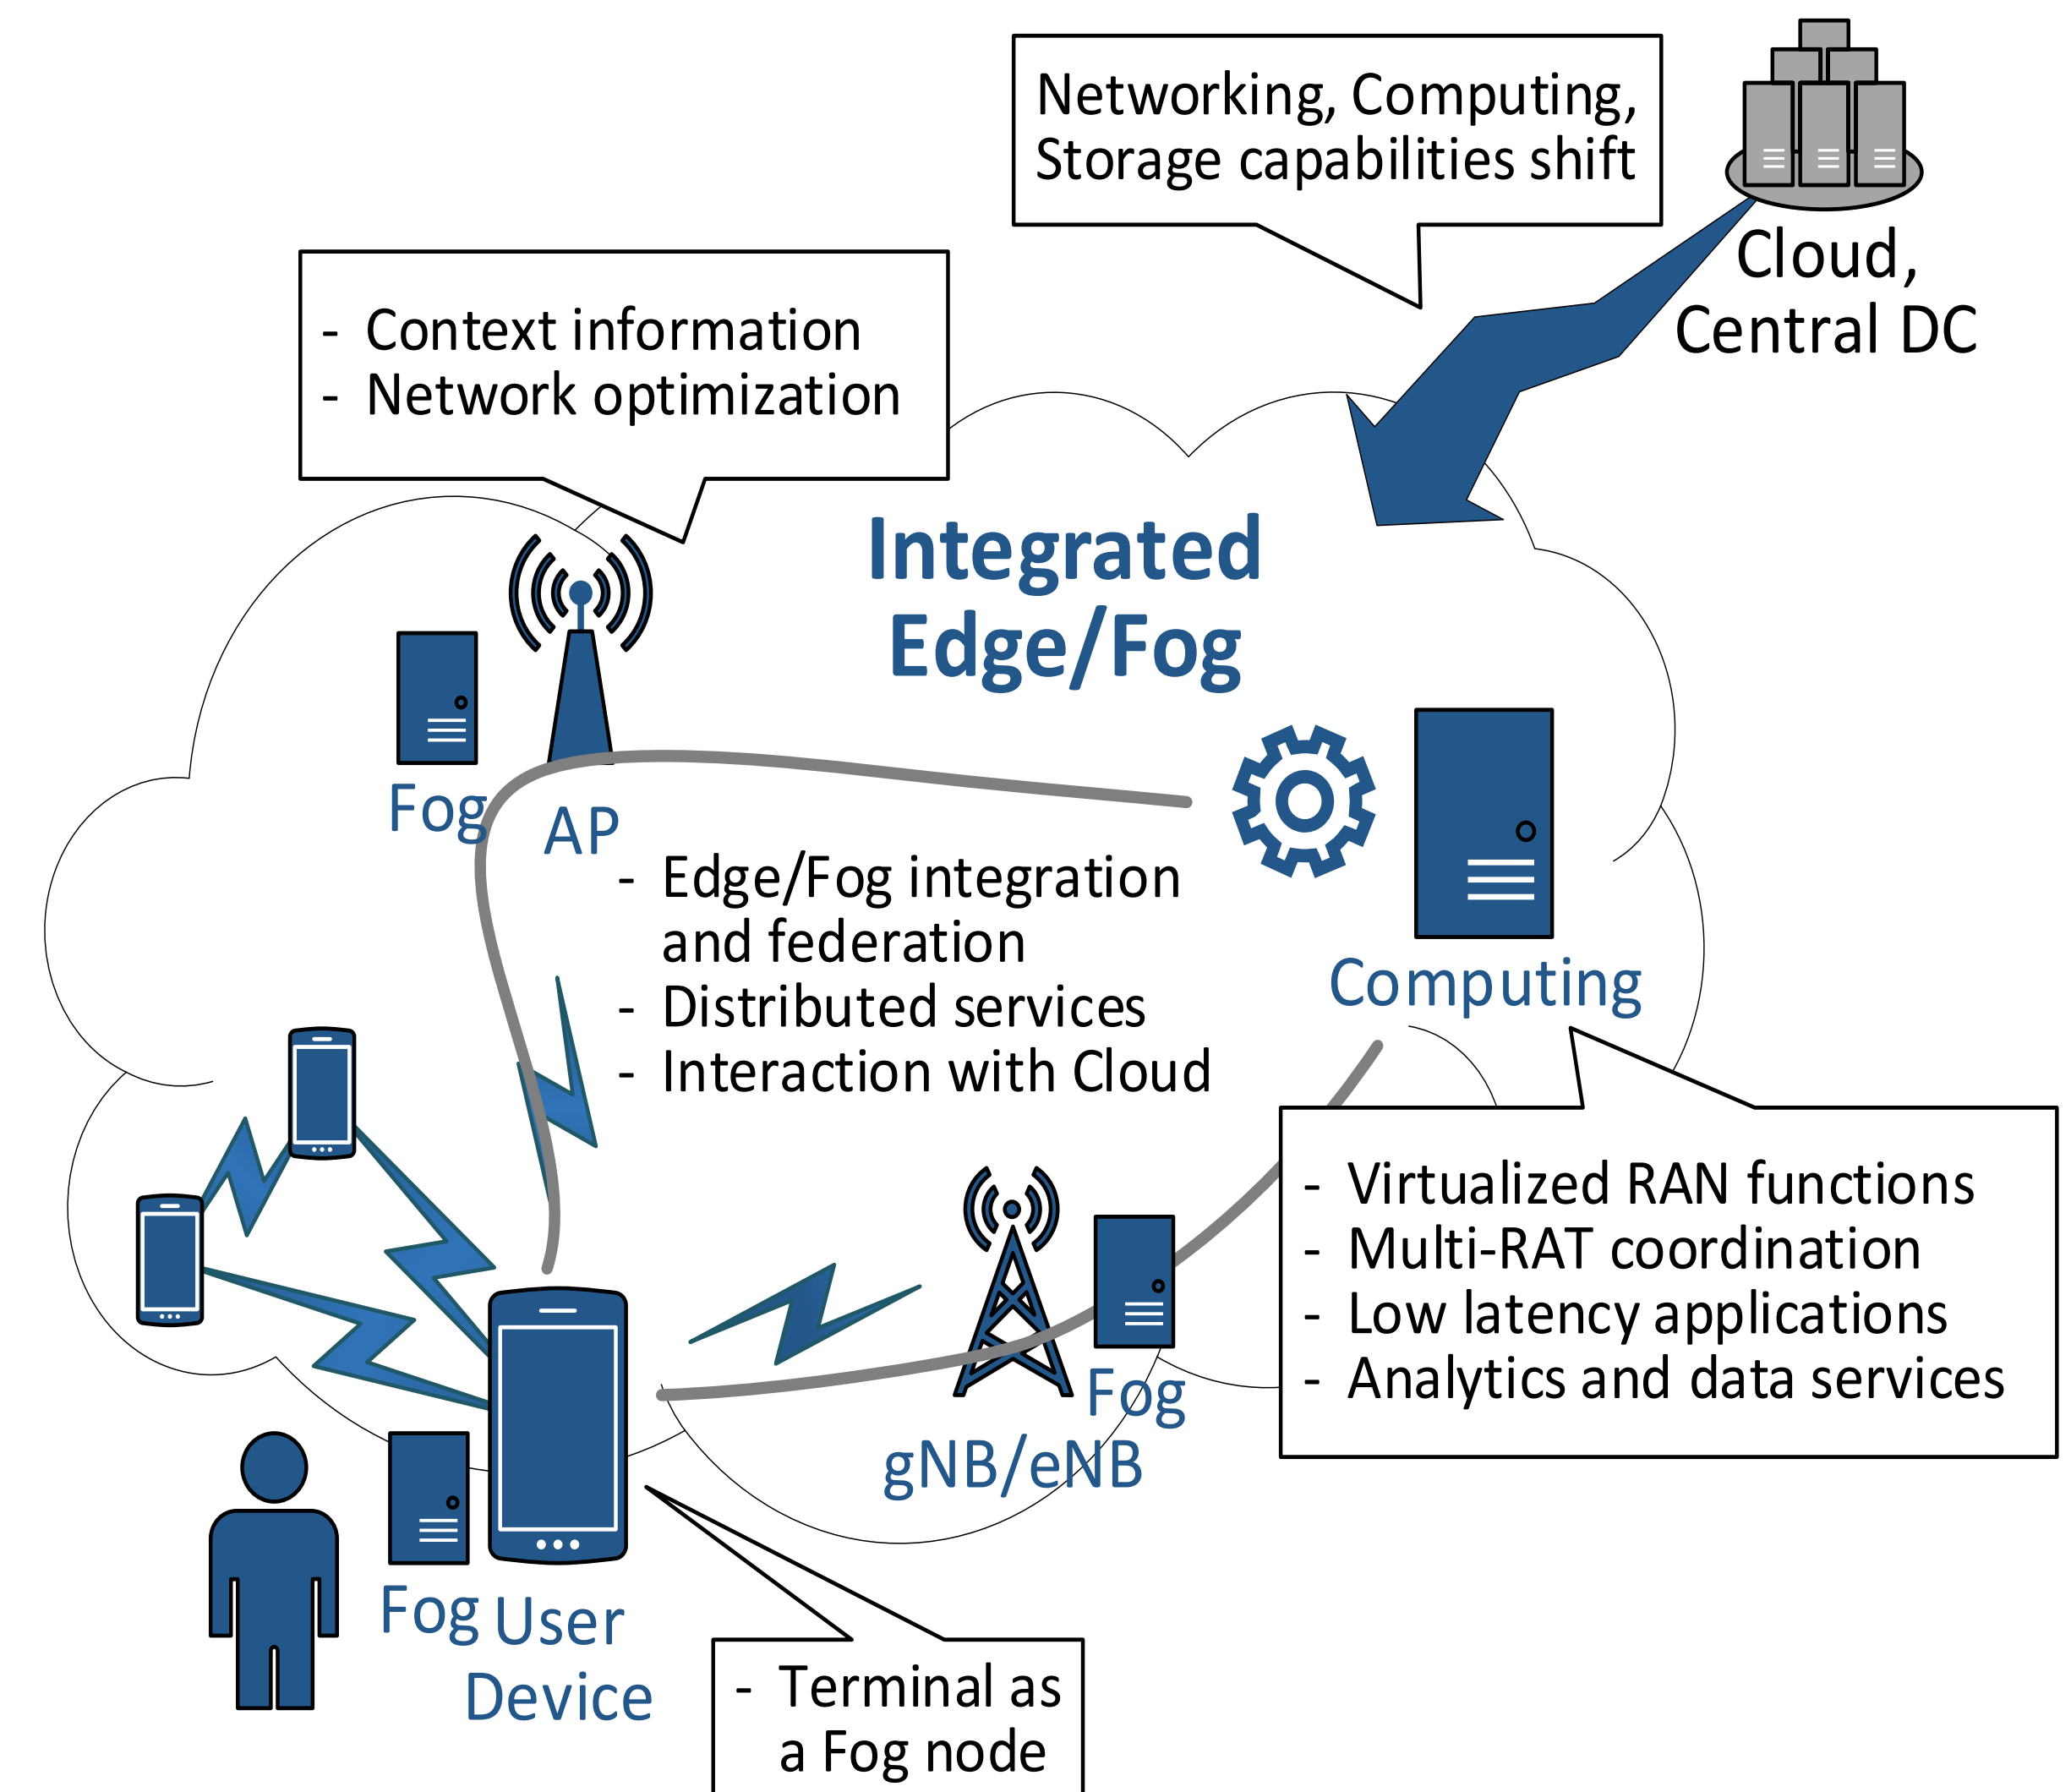 Networking, Computing,
Storage capabilities shift
Cloud,
Central DC
- Context information
- Network optimization
Integrated
Edge/Fog
Fog
AP
- Edge/Fog integration
and federation
- Distributed services
- Interaction with Cloud
Computing
- Virtualized RAN functions
- Multi-RAT coordination
- Low latency applications
- Analytics and data services
Fog
gNB/eNB
Fog
User
Device
- Terminal as
a Fog node